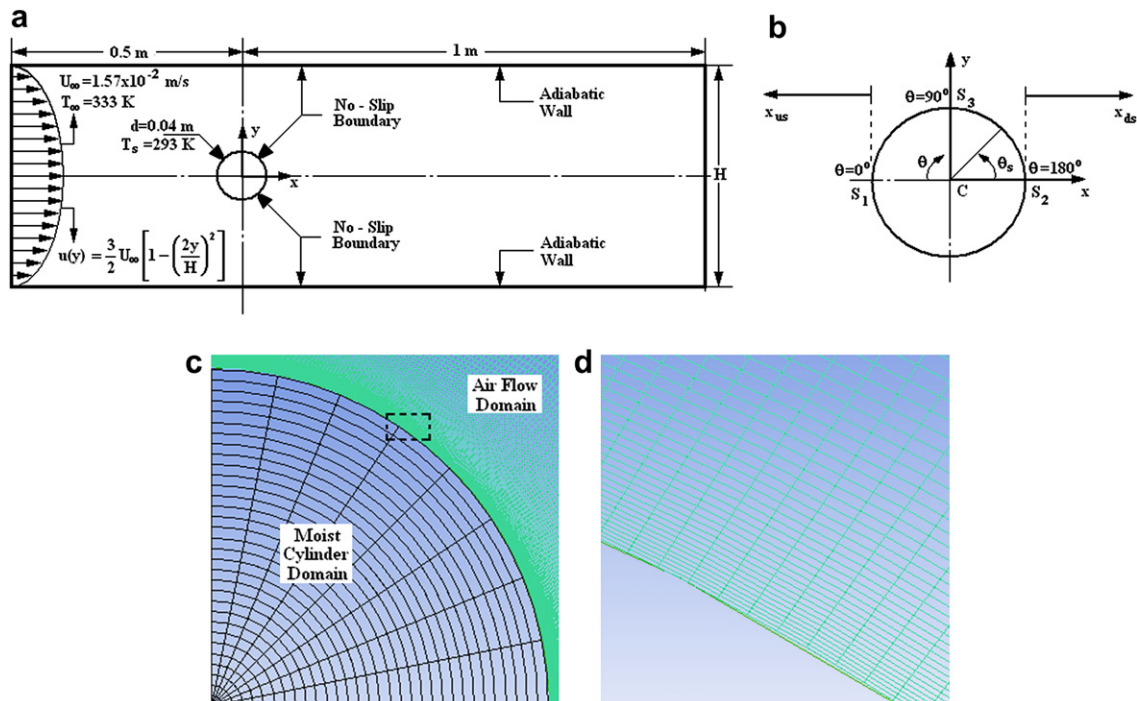 a
0.5 m
1 m
U∞ =1.57x10⁻² m/s
T∞ =333 K
d=0.04 m
Tₛ =293 K
y
x
No - Slip
Boundary
Adiabatic
Wall
H
No - Slip
Boundary
Adiabatic
Wall
u(y) = 3/2 U∞ [1 − (2y/H)²]
b
y
θ=90° S₃
x_us
x_ds
θ=0°
θ
θₛ
θ=180°
S₁
C
S₂
x
c
Air Flow
Domain
Moist
Cylinder
Domain
d